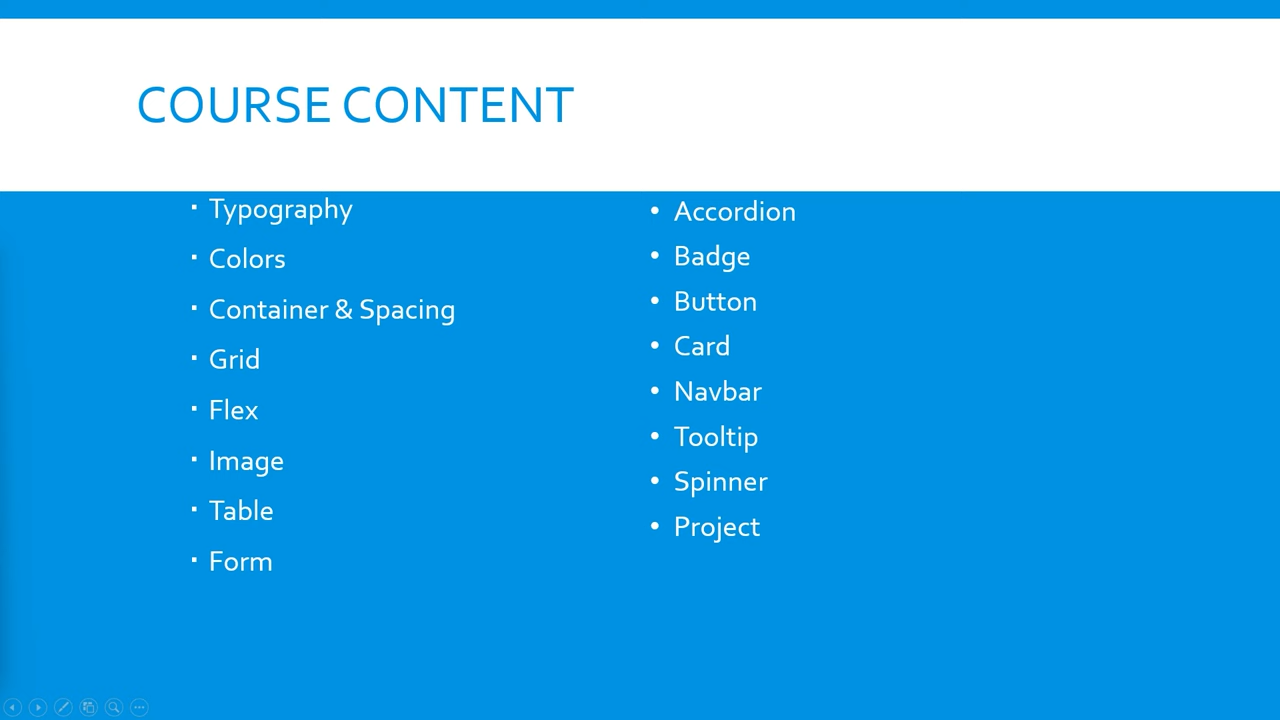 COURSE CONTENT
▪ Typography
▪ Colors
▪ Container & Spacing
▪ Grid
▪ Flex
▪ Image
▪ Table
▪ Form
• Accordion
• Badge
• Button
• Card
• Navbar
• Tooltip
• Spinner
• Project